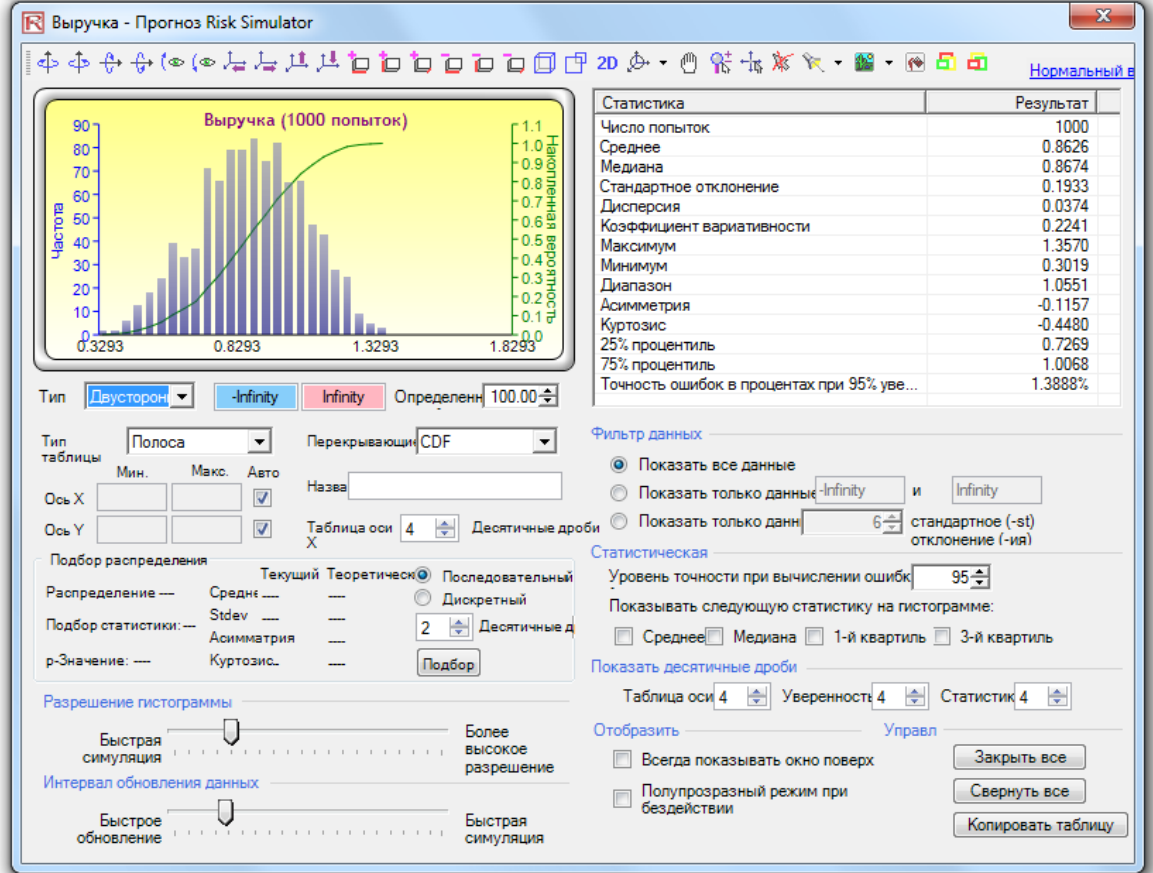 Выручка - Прогноз Risk Simulator
2D
Нормальный в
Выручка (1000 попыток)
Частота
90
80
70
60
50
40
30
20
10
0
1.1
1.0
0.9
0.8
0.7
0.6
0.5
0.4
0.3
0.2
0.1
0.0
Накопленная вероятность
0.3293 0.8293 1.3293 1.8293
Статистика Результат
Число попыток 1000
Среднее 0.8626
Медиана 0.8674
Стандартное отклонение 0.1933
Дисперсия 0.0374
Коэффициент вариативности 0.2241
Максимум 1.3570
Минимум 0.3019
Диапазон 1.0551
Асимметрия -0.1157
Куртозис -0.4480
25% процентиль 0.7269
75% процентиль 1.0068
Точность ошибок в процентах при 95% уве... 1.3888%
Тип Двусторон -Infinity Infinity Определенн 100.00
Тип таблицы Полоса Перекрывающи CDF
Мин. Макс. Авто
Ось X
Назва
Ось Y
Таблица оси X 4 Десятичные дроби
Подбор распределения
Текущий Теоретическ Последовательный
Распределение --- Средне ---- ----
Дискретный
Stdev ---- ----
Подбор статистики: --- 2 Десятичные д
Асимматрия ----
р-Значение: ---- Куртозис.. ---- Подбор
Разрешение гистограммы
Быстрая симуляция
Более высокое разрешение
Интервал обновления данных
Быстрое обновление
Быстрая симуляция
Фильтр данных
Показать все данные
Показать только данные -Infinity и Infinity
Показать только данн 6 стандартное (-st)
отклонение (-ия)
Статистическая
Уровень точности при вычислении ошибк 95
Показывать следующую статистику на гистограмме:
Среднее Медиана 1-й квартиль 3-й квартиль
Показать десятичные дроби
Таблица оси 4 Уверенность 4 Статистик 4
Отобразить Управл
Всегда показывать окно поверх
Полупрозразный режим при
бездействии
Закрыть все
Свернуть все
Копировать таблицу